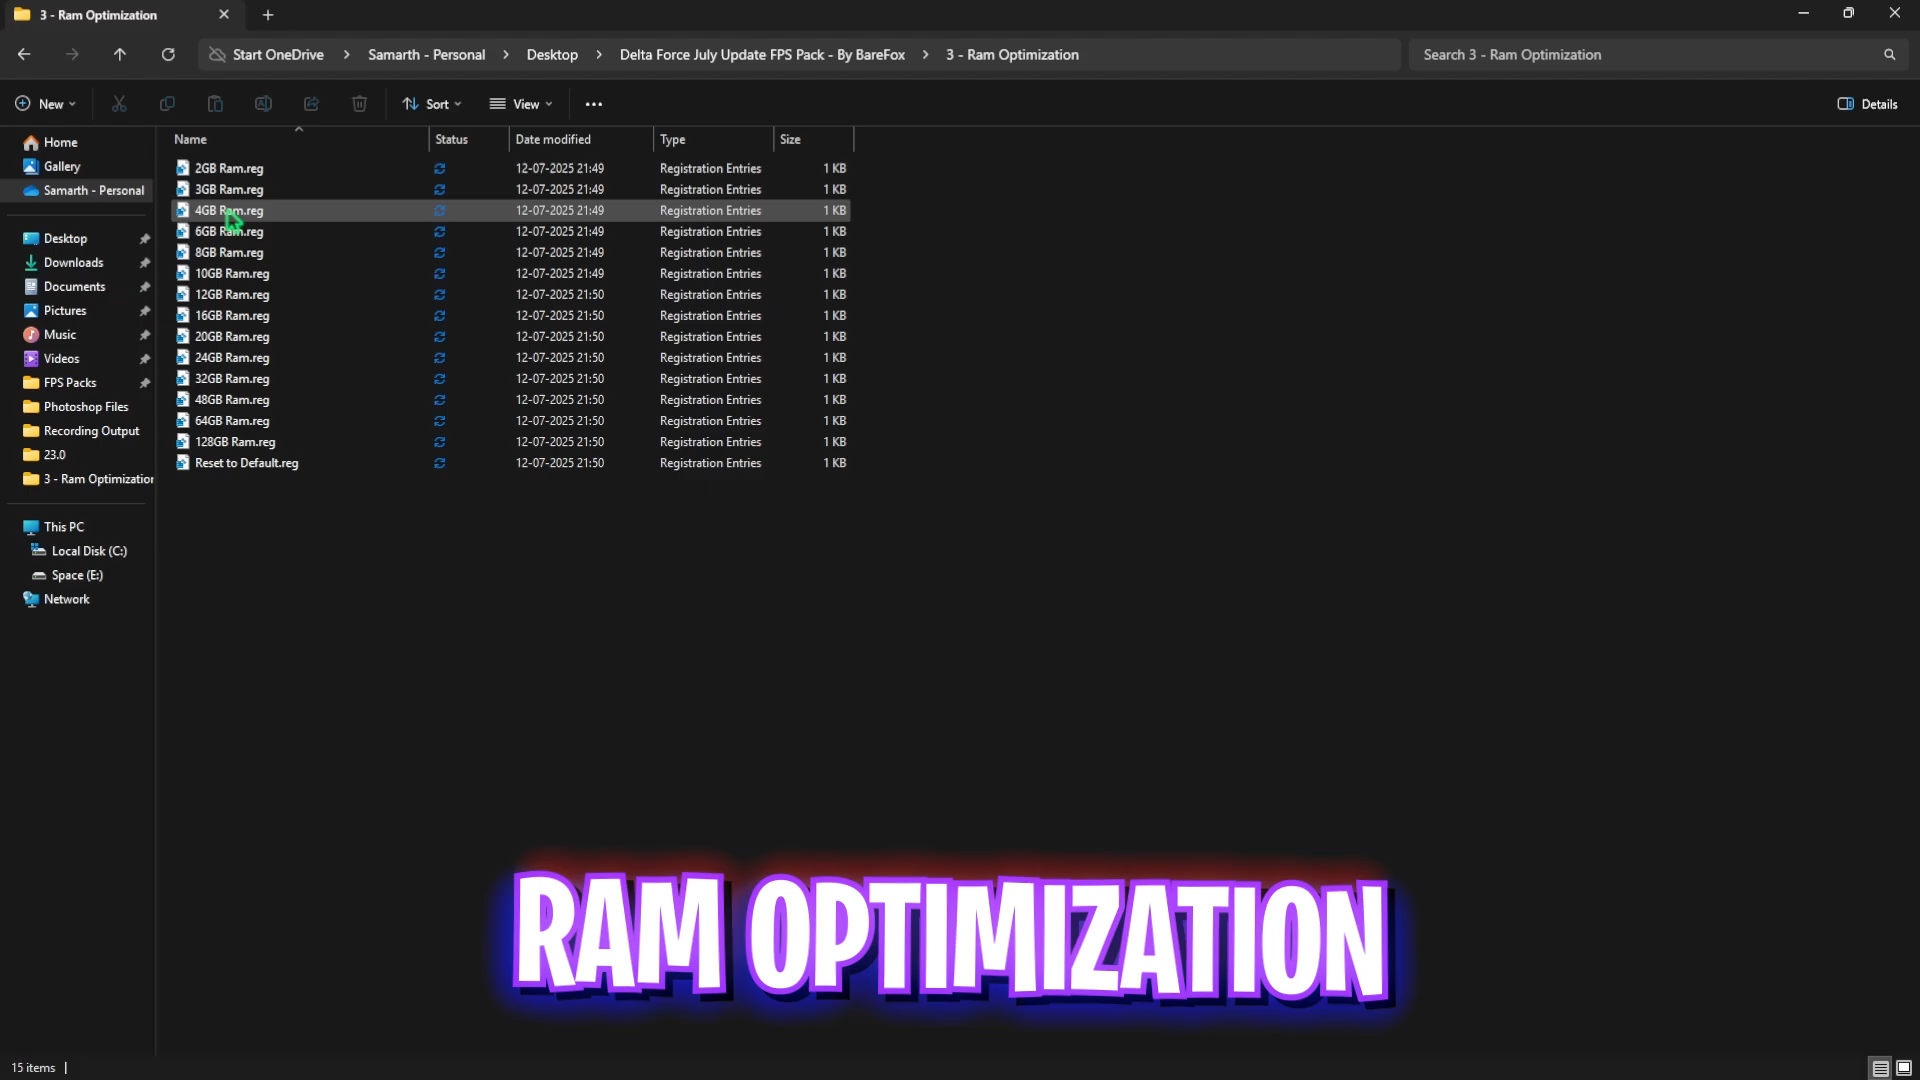 3 - Ram Optimization
Start OneDrive > Samarth - Personal > Desktop > Delta Force July Update FPS Pack - By BareFox > 3 - Ram Optimization
Search 3 - Ram Optimization
New
Sort
View
Details
Name Status Date modified Type Size
2GB Ram.reg 12-07-2025 21:49 Registration Entries 1 KB
3GB Ram.reg 12-07-2025 21:49 Registration Entries 1 KB
4GB Ram.reg 12-07-2025 21:49 Registration Entries 1 KB
6GB Ram.reg 12-07-2025 21:49 Registration Entries 1 KB
8GB Ram.reg 12-07-2025 21:49 Registration Entries 1 KB
10GB Ram.reg 12-07-2025 21:49 Registration Entries 1 KB
12GB Ram.reg 12-07-2025 21:50 Registration Entries 1 KB
16GB Ram.reg 12-07-2025 21:50 Registration Entries 1 KB
20GB Ram.reg 12-07-2025 21:50 Registration Entries 1 KB
24GB Ram.reg 12-07-2025 21:50 Registration Entries 1 KB
32GB Ram.reg 12-07-2025 21:50 Registration Entries 1 KB
48GB Ram.reg 12-07-2025 21:50 Registration Entries 1 KB
64GB Ram.reg 12-07-2025 21:50 Registration Entries 1 KB
128GB Ram.reg 12-07-2025 21:50 Registration Entries 1 KB
Reset to Default.reg 12-07-2025 21:50 Registration Entries 1 KB
Home
Gallery
Samarth - Personal
Desktop
Downloads
Documents
Pictures
Music
Videos
FPS Packs
Photoshop Files
Recording Output
23.0
3 - Ram Optimization
This PC
Local Disk (C:)
Space (E:)
Network
RAM OPTIMIZATION
15 items